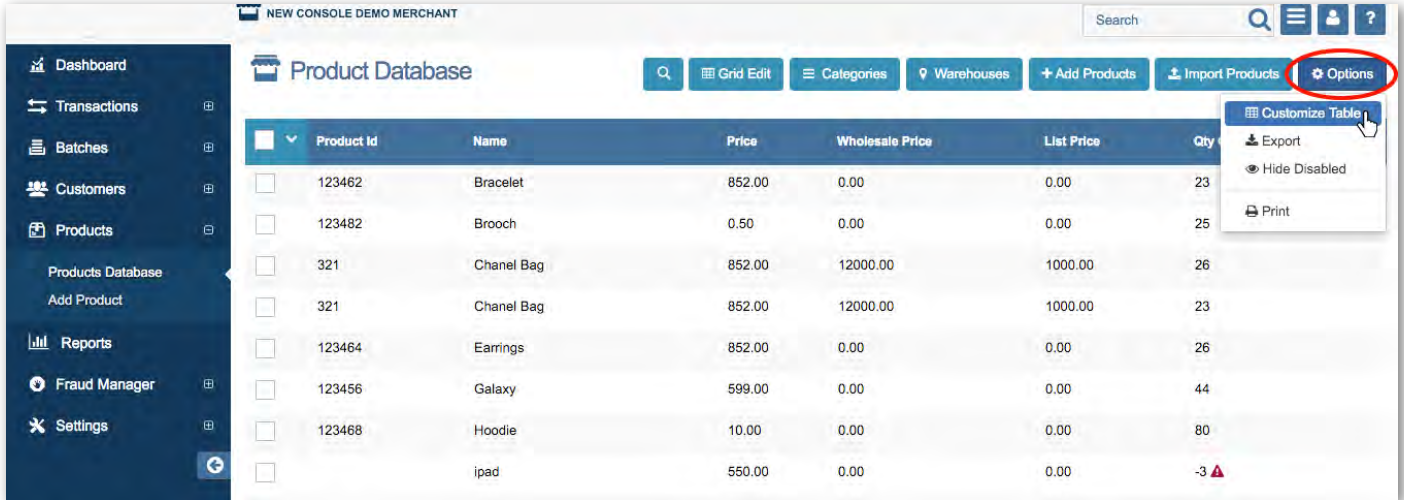 NEW CONSOLE DEMO MERCHANT
Search
?
Dashboard
Transactions
Batches
Customers
Products
Products Database
Add Product
Reports
Fraud Manager
Settings
Product Database
Grid Edit Categories Warehouses + Add Products Import Products Options
Customize Table
Export
Hide Disabled
Print
Product Id Name Price Wholesale Price List Price Qty
123462 Bracelet 852.00 0.00 0.00 23
123482 Brooch 0.50 0.00 0.00 25
321 Chanel Bag 852.00 12000.00 1000.00 26
321 Chanel Bag 852.00 12000.00 1000.00 23
123464 Earrings 852.00 0.00 0.00 26
123456 Galaxy 599.00 0.00 0.00 44
123468 Hoodie 10.00 0.00 0.00 80
ipad 550.00 0.00 0.00 -3